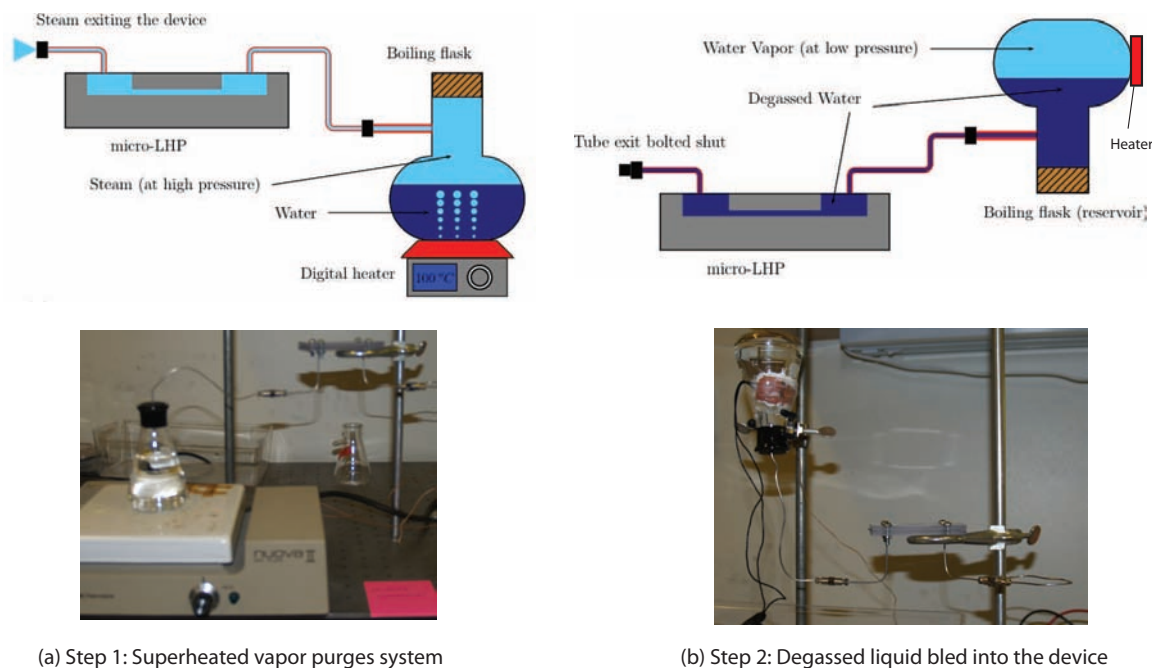 Steam exiting the device
Boiling flask
micro-LHP
Steam (at high pressure)
Water
Digital heater
100 °C
Water Vapor (at low pressure)
Degassed Water
Heater
Tube exit bolted shut
Boiling flask (reservoir)
micro-LHP
nuova II
(a) Step 1: Superheated vapor purges system
(b) Step 2: Degassed liquid bled into the device